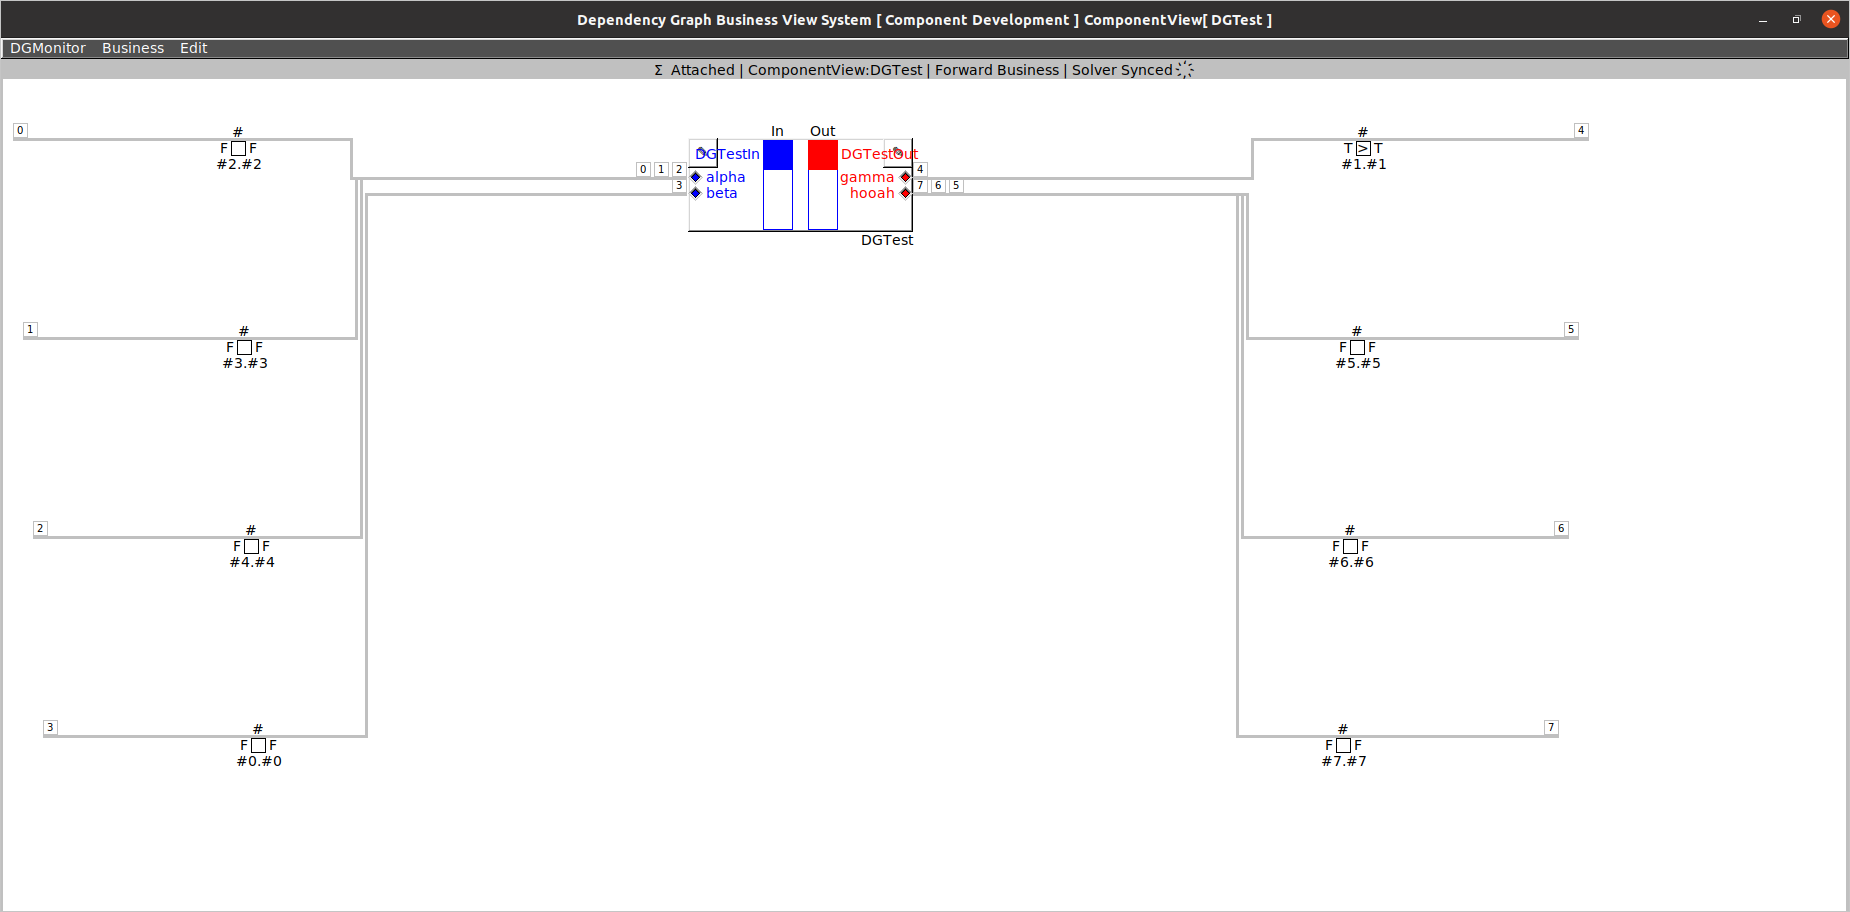 Dependency Graph Business View System [ Component Development ] ComponentView[ DGTest ]
DGMonitor Business Edit
Σ Attached | ComponentView:DGTest | Forward Business | Solver Synced
0 # In Out # 4
F F DGTestIn DGTestOut T > T
#2.#2 0 1 2 4 #1.#1
alpha gamma
3 7 6 5
beta hooah
DGTest
1 # # 5
F F F F
#3.#3 #5.#5
2 # # 6
F F F F
#4.#4 #6.#6
3 # # 7
F F F F
#0.#0 #7.#7